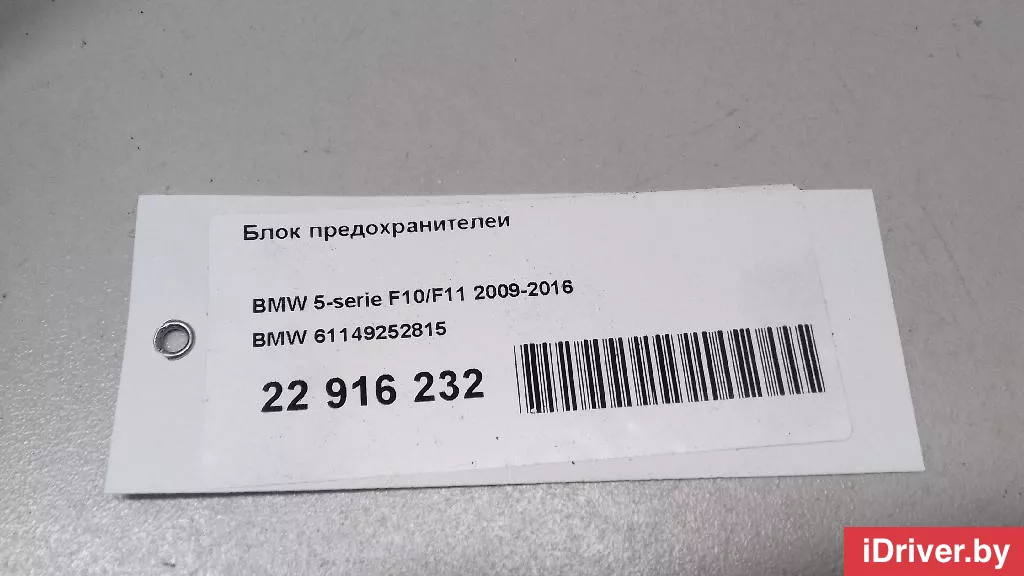 Блок предохранителеи
BMW 5-serie F10/F11 2009-2016
BMW 61149252815
22 916 232
iDriver.by